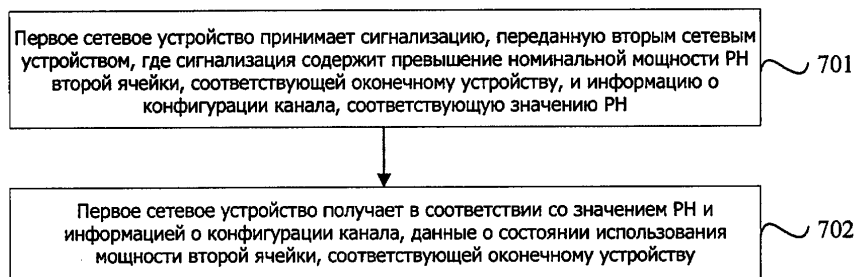 Первое сетевое устройство принимает сигнализацию, переданную вторым сетевым
устройством, где сигнализация содержит превышение номинальной мощности PH
второй ячейки, соответствующей оконечному устройству, и информацию о
конфигурации канала, соответствующую значению PH
701
Первое сетевое устройство получает в соответствии со значением PH и
информацией о конфигурации канала, данные о состоянии использования
мощности второй ячейки, соответствующей оконечному устройству
702